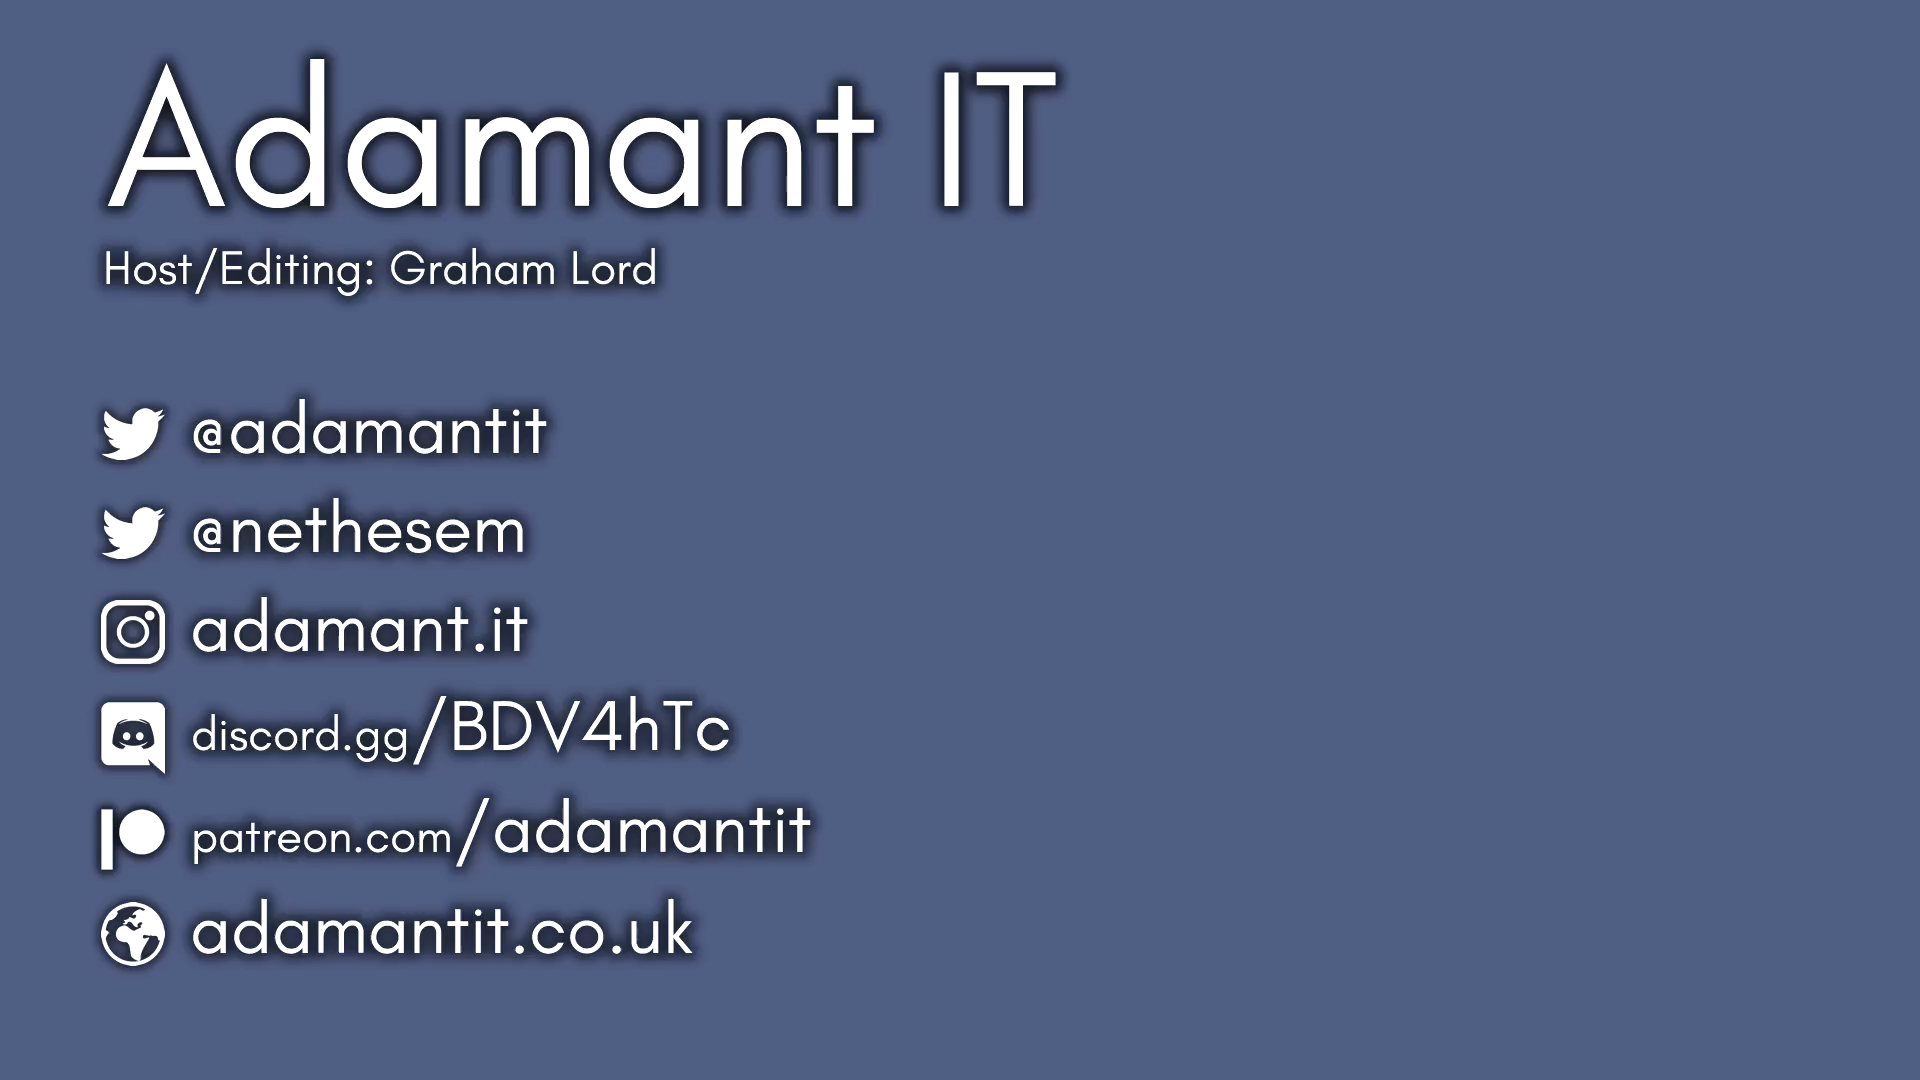 Adamant IT
Host/Editing: Graham Lord
@adamantit
@nethesem
adamant.it
discord.gg/BDV4hTc
patreon.com/adamantit
adamantit.co.uk